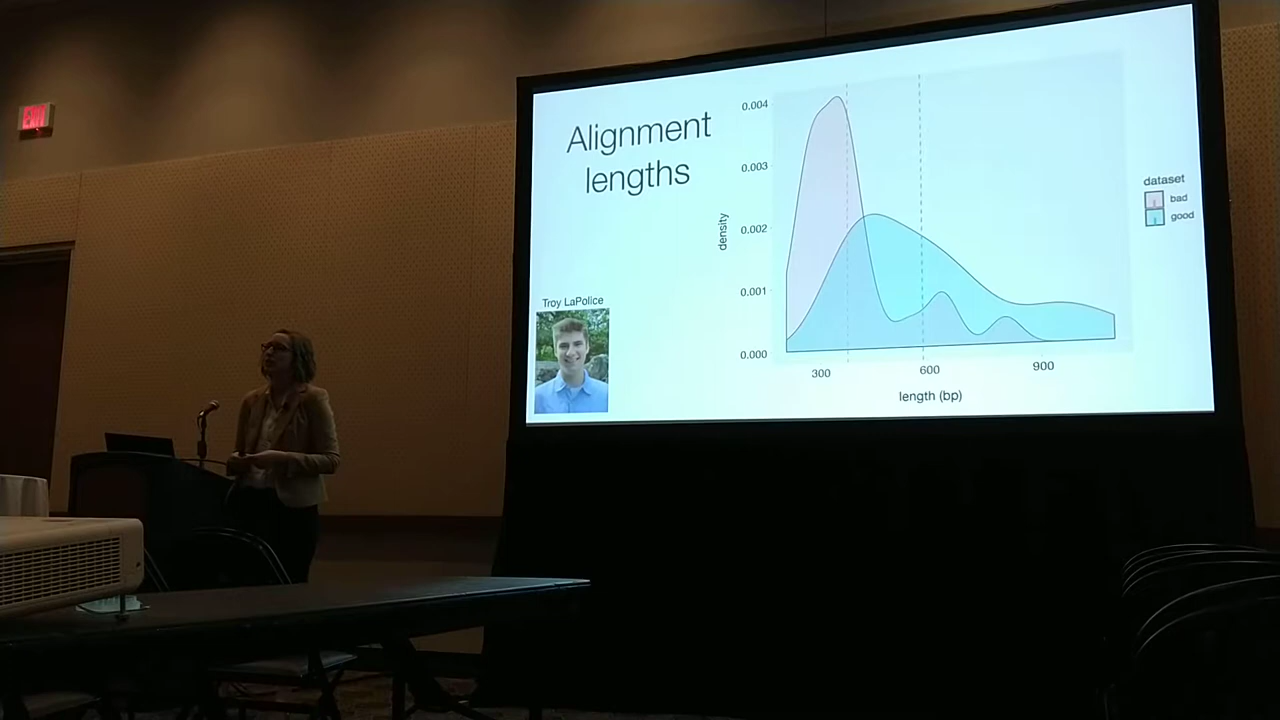 EXIT
Alignment
lengths
Troy LaPolice
density
0.004
0.003
0.002
0.001
0.000
300
600
900
length (bp)
dataset
bad
good